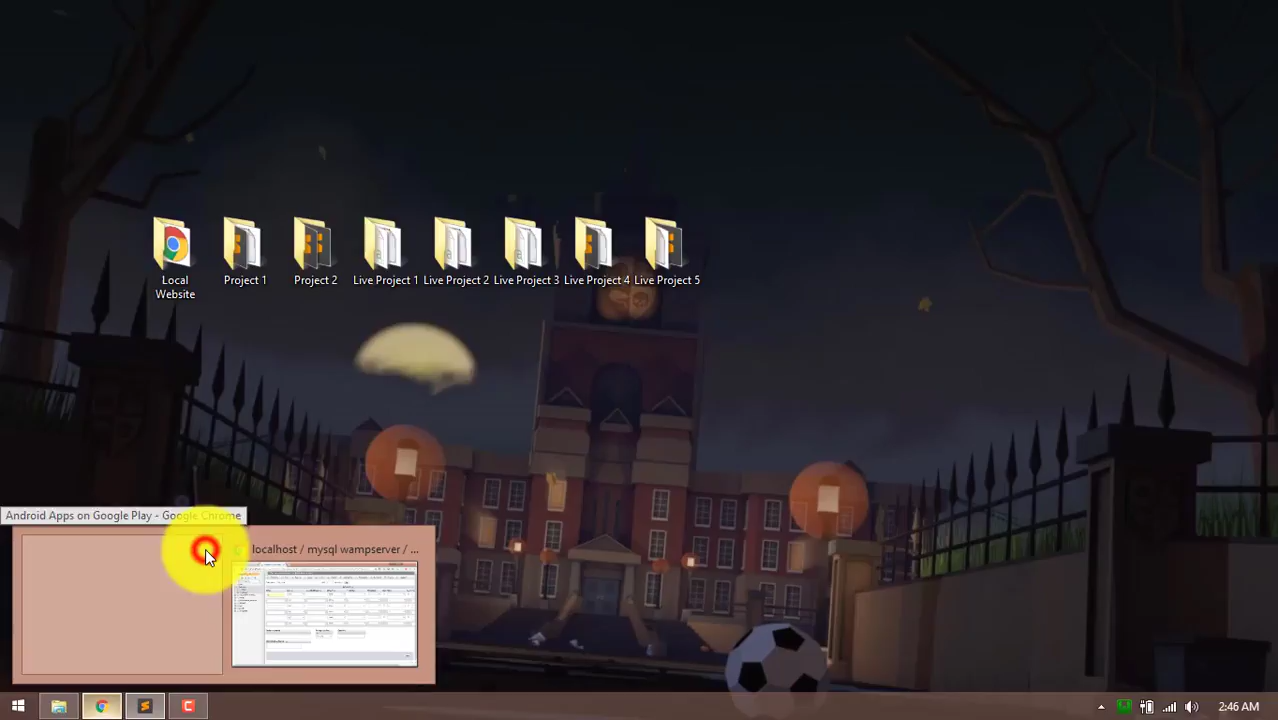 Local
Website
Project 1
Project 2
Live Project 1
Live Project 2
Live Project 3
Live Project 4
Live Project 5
Android Apps on Google Play - Google Chrome
localhost / mysql wampserver / ...
2:46 AM